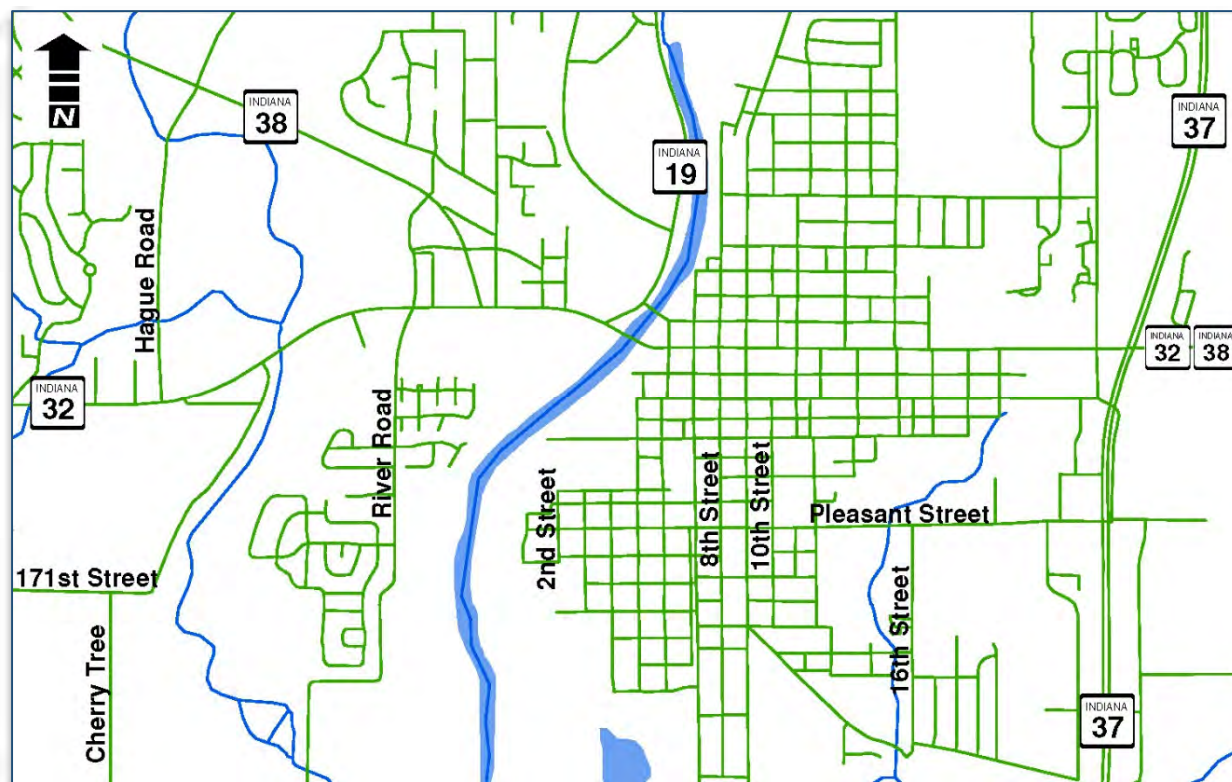 N
INDIANA
38
INDIANA
37
INDIANA
19
Hague Road
INDIANA
32
INDIANA
38
INDIANA
32
River Road
2nd Street
8th Street
10th Street
Pleasant Street
171st Street
16th Street
Cherry Tree
INDIANA
37